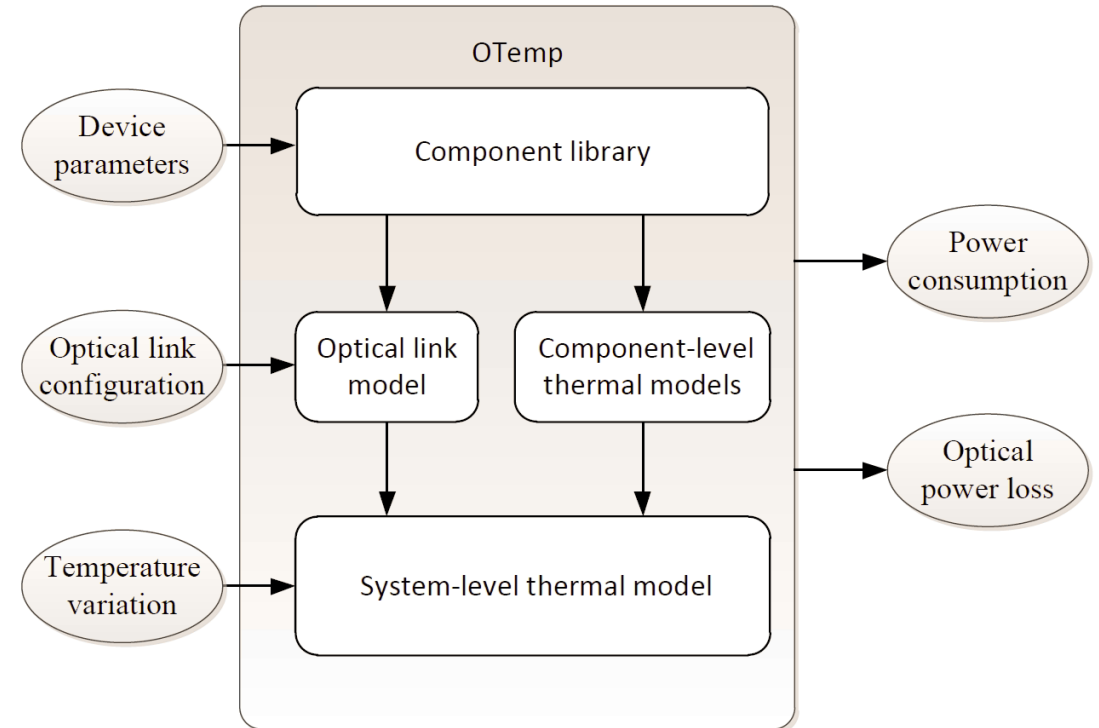 OTemp
Device
parameters
Component library
Power
consumption
Optical link
configuration
Optical link
model
Component-level
thermal models
Optical
power loss
Temperature
variation
System-level thermal model